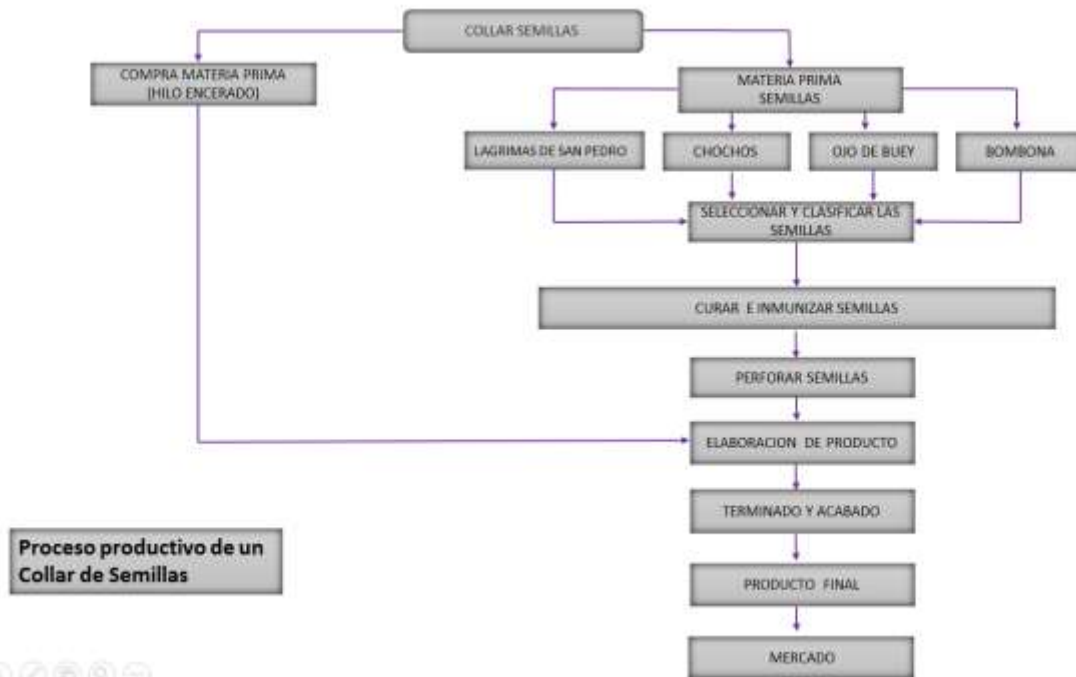 COLLAR SEMILLAS
COMPRA MATERIA PRIMA
(HILO ENCERADO)
MATERIA PRIMA
SEMILLAS
LAGRIMAS DE SAN PEDRO
CHOCHOS
OJO DE BUEY
BOMBONA
SELECCIONAR Y CLASIFICAR LAS
SEMILLAS
CURAR E INMUNIZAR SEMILLAS
PERFORAR SEMILLAS
ELABORACION DE PRODUCTO
TERMINADO Y ACABADO
PRODUCTO FINAL
MERCADO
Proceso productivo de un
Collar de Semillas